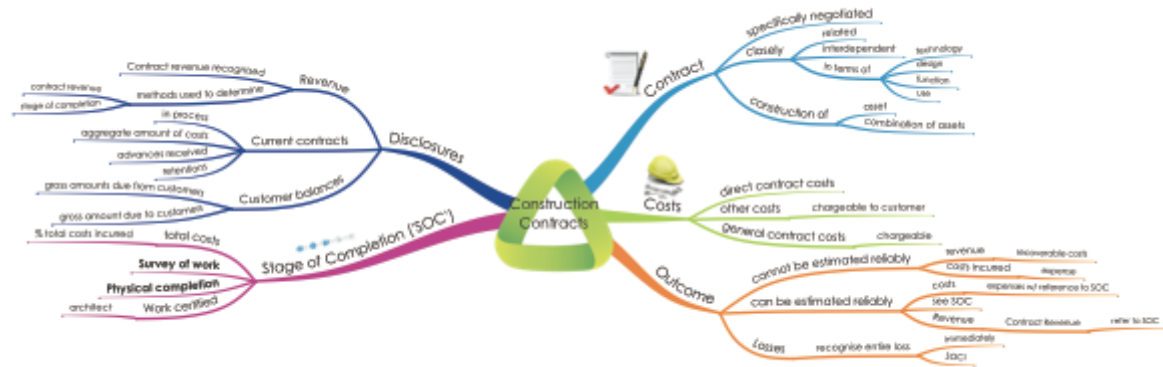 Construction
Contracts
Contract
specifically negotiated
closely
related
interdependent
in terms of
technology
design
function
use
construction of
asset
combination of assets
Costs
direct contract costs
other costs
chargeable to customer
general contract costs
chargeable
Outcome
cannot be estimated reliably
revenue
costs incurred
expense
can be estimated reliably
costs
expenses w/ reference to SOC
see SOC
Revenue
Contract Revenue
refer to SOC
Losses
recognise entire loss
immediately
Disclosures
Revenue
Contract revenue recognised
methods used to determine
contract revenue
stage of completion
Current contracts
in process
aggregate amount of costs
advances received
retentions
Customer balances
gross amounts due from customers
gross amount due to customers
Stage of Completion ('SOC')
total costs
% total costs incured
Survey of work
Physical completion
Work certified
architect